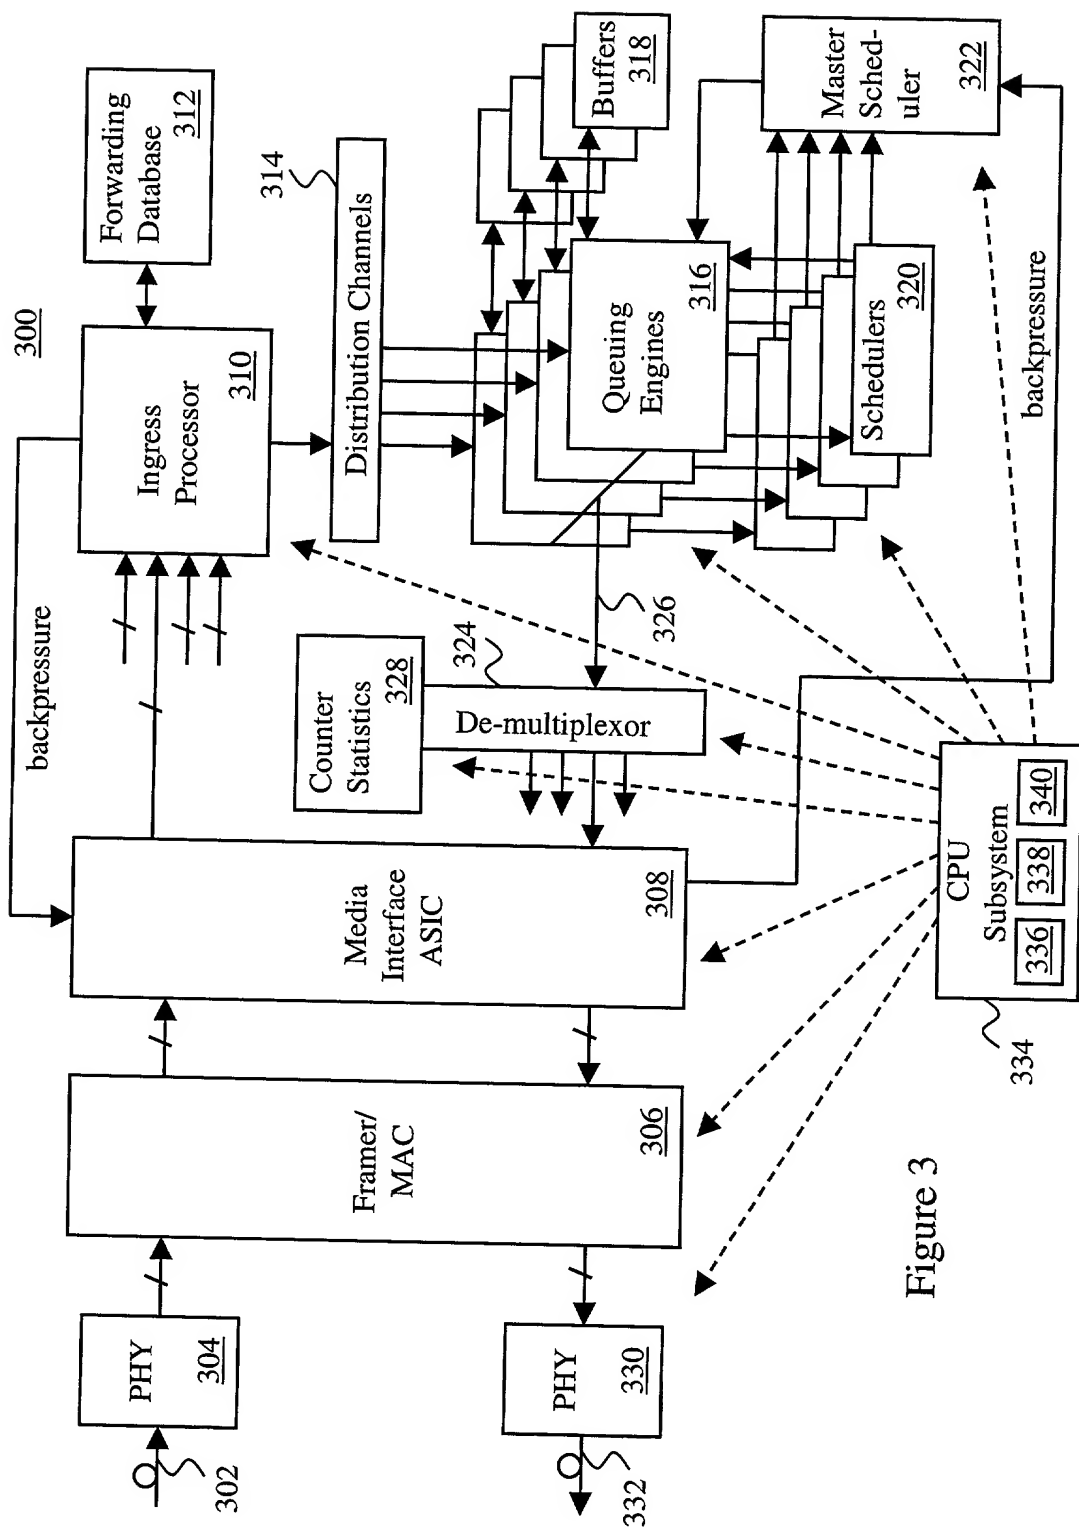 300
backpressure
Forwarding
Database
312
Ingress
Processor
310
314
Distribution Channels
Buffers
318
Queuing
Engines
316
Master
Sched-
uler
322
Schedulers
320
backpressure
326
324
De-multiplexor
Counter
Statistics
328
Media
Interface
ASIC
308
Framer/
MAC
306
PHY
304
302
PHY
330
332
CPU
Subsystem
336
338
340
334
Figure 3